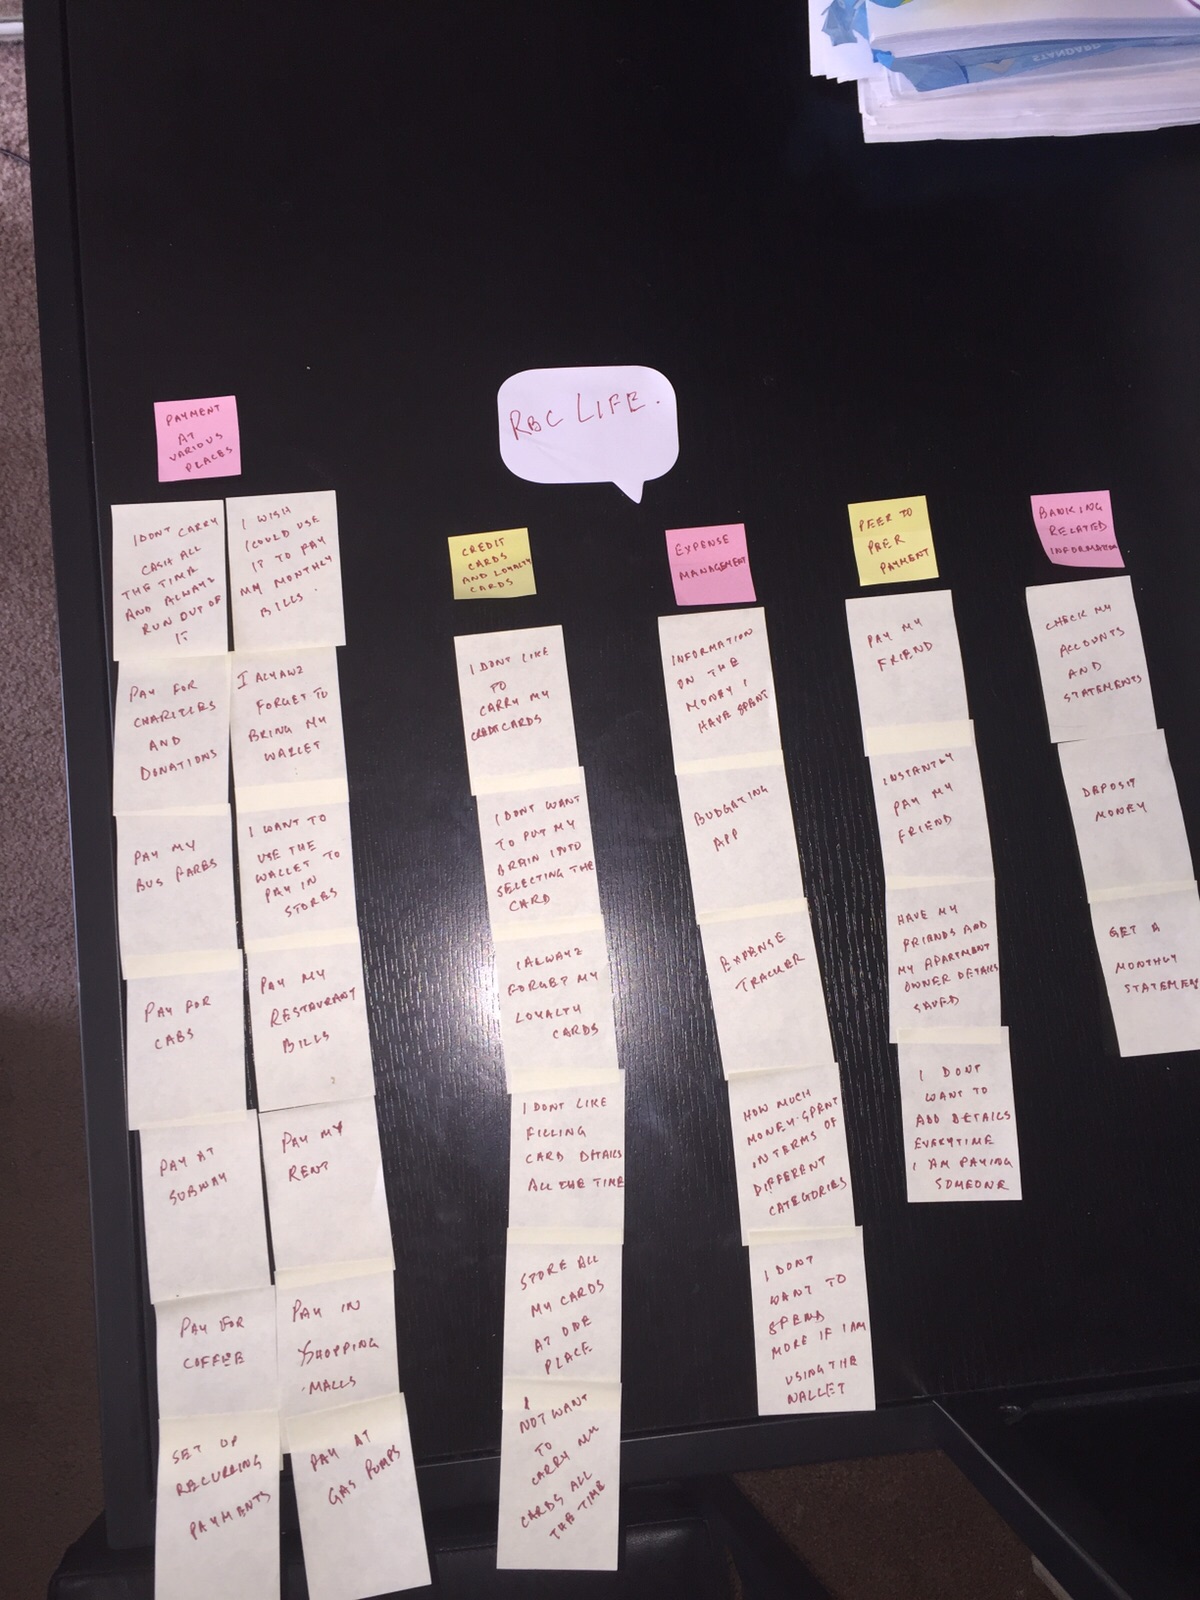 RBC LIFE.
PAYMENT
AT
VARIOUS
PLACES
I DONT CARRY
CASH ALL
THE TIME
AND ALWAYZ
RUN OUT OF
IT
PAY FOR
CHARITIES
AND
DONATIONS
PAY MY
BUS FARES
PAY FOR
CABS
PAY AT
SUBWAY
PAY FOR
COFFEE
SET UP
RECURRING
PAYMENTS
I WISH
I COULD USE
IT TO PAY
MY MONTHLY
BILLS.
I ALYAWZ
FORGET TO
BRING MY
WALLET
I WANT TO
USE THE
WALLET TO
PAY IN
STORES
PAY MY
RESTAURANT
BILLS
PAY MY
RENT
PAY IN
SHOPPING
MALLS
PAY AT
GAS PUMPS
CREDIT
CARDS
AND LOYALTY
CARDS
I DONT LIKE
TO
CARRY MY
CREDIT CARDS
I DONT WANT
TO PUT MY
BRAIN INTO
SELECTING THE
CARD
I ALWAYZ
FORGET MY
LOYALTY
CARDS
I DONT LIKE
FILLING
CARD DETAILS
ALL THE TIME
STORE ALL
MY CARDS
AT ONE
PLACE
I
NOT WANT
TO
CARRY MY
CARDS ALL
THE TIME
EXPENSE
MANAGEMENT
INFORMATION
ON THE
MONEY I
HAVE SPENT
BUDGETING
APP
EXPENSE
TRACKER
HOW MUCH
MONEY SPENT
IN TERMS OF
DIFFERENT
CATEGORIES
I DONT
WANT TO
SPEND
MORE IF I AM
USING THE
WALLET
PEER TO
PEER
PAYMENT
PAY MY
FRIEND
INSTANTLY
PAY MY
FRIEND
HAVE MY
FRIENDS AND
MY APARTMENT
OWNER DETAILS
SAVED
I DONT
WANT TO
ADD DETAILS
EVERYTIME
I AM PAYING
SOMEONE
BANKING
RELATED
INFORMATION
CHECK MY
ACCOUNTS
AND
STATEMENTS
DEPOSIT
MONEY
GET A
MONTHLY
STATEMENT
STANDARD